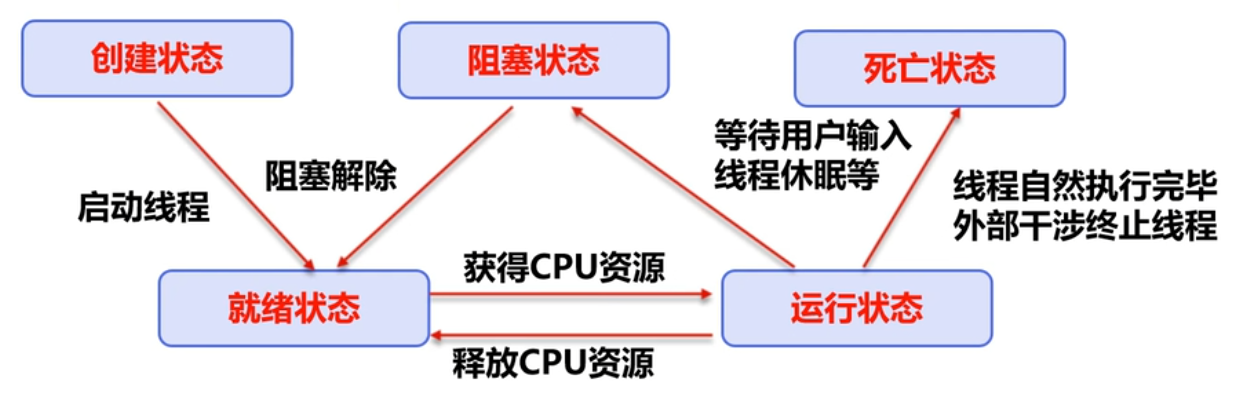 创建状态
阻塞状态
死亡状态
等待用户输入
线程休眠等
阻塞解除
启动线程
线程自然执行完毕
外部干涉终止线程
获得CPU资源
就绪状态
运行状态
释放CPU资源